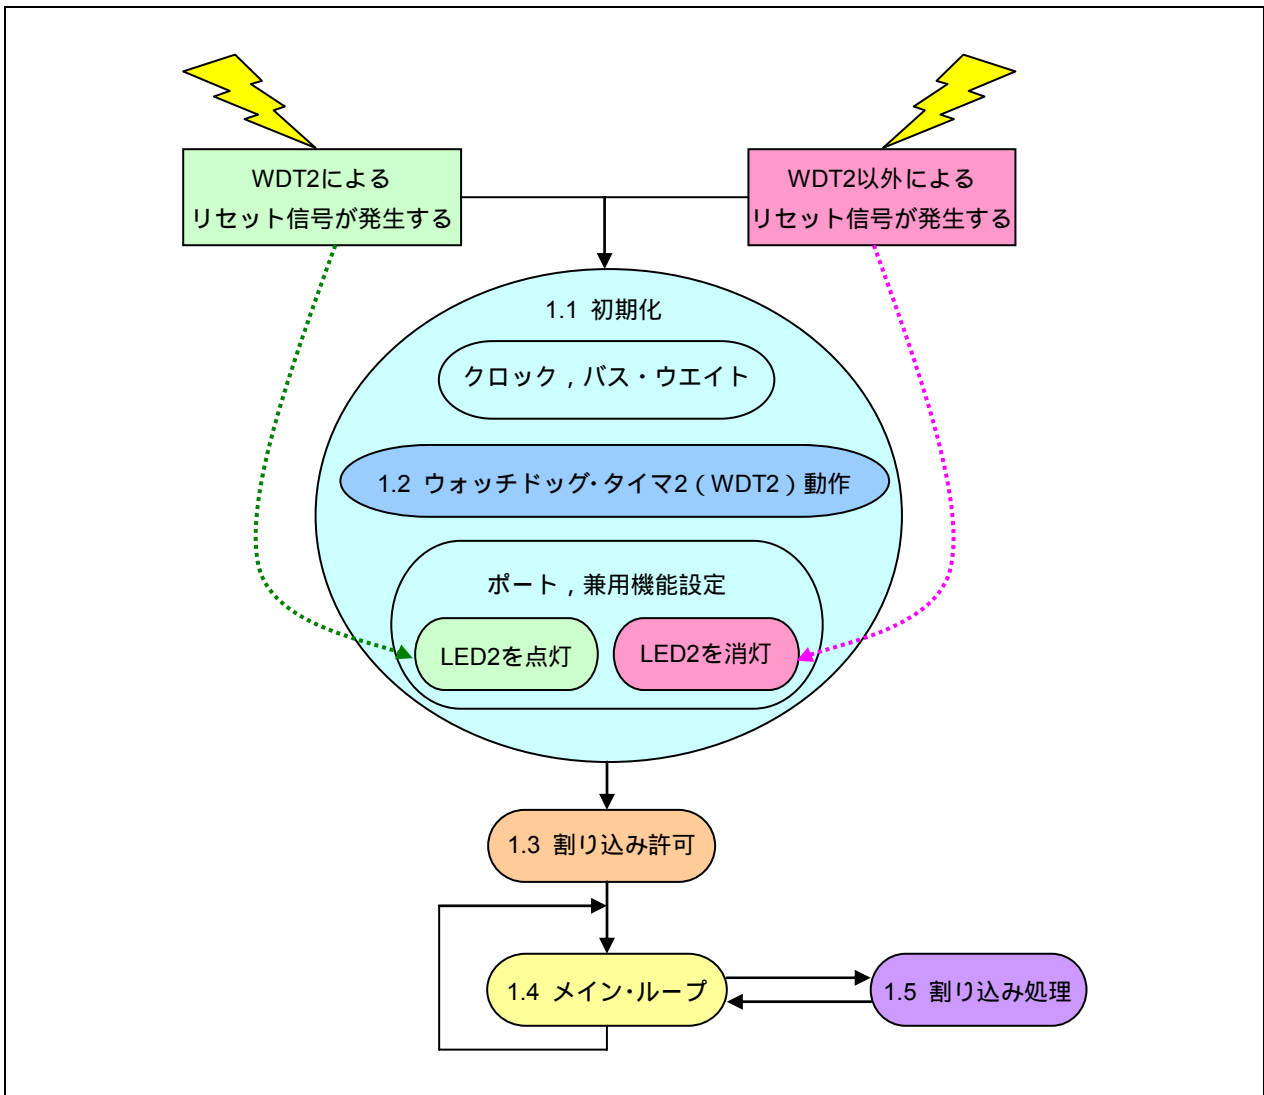 WDT2による
リセット信号が発生する
WDT2以外による
リセット信号が発生する
1.1 初期化
クロック，バス・ウエイト
1.2 ウォッチドッグ・タイマ2（WDT2）動作
ポート，兼用機能設定
LED2を点灯
LED2を消灯
1.3 割り込み許可
1.4 メイン・ループ
1.5 割り込み処理